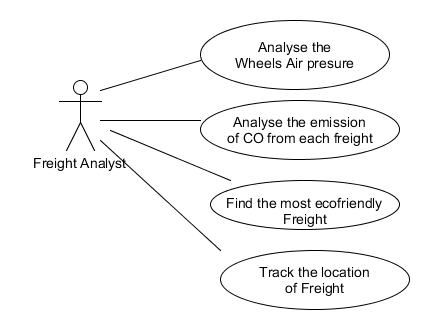 Analyse the
Wheels Air presure
Analyse the emission
of CO from each freight
Freight Analyst
Find the most ecofriendly
Freight
Track the location
of Freight